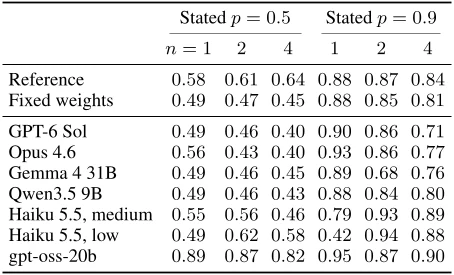 Stated p = 0.5 Stated p = 0.9
n = 1 2 4 1 2 4
Reference 0.58 0.61 0.64 0.88 0.87 0.84
Fixed weights 0.49 0.47 0.45 0.88 0.85 0.81
GPT-6 Sol 0.49 0.46 0.40 0.90 0.86 0.71
Opus 4.6 0.56 0.43 0.40 0.93 0.86 0.77
Gemma 4 31B 0.49 0.46 0.45 0.89 0.68 0.76
Qwen3.5 9B 0.49 0.46 0.43 0.88 0.84 0.80
Haiku 5.5, medium 0.55 0.56 0.46 0.79 0.93 0.89
Haiku 5.5, low 0.49 0.62 0.58 0.42 0.94 0.88
gpt-oss-20b 0.89 0.87 0.82 0.95 0.87 0.90